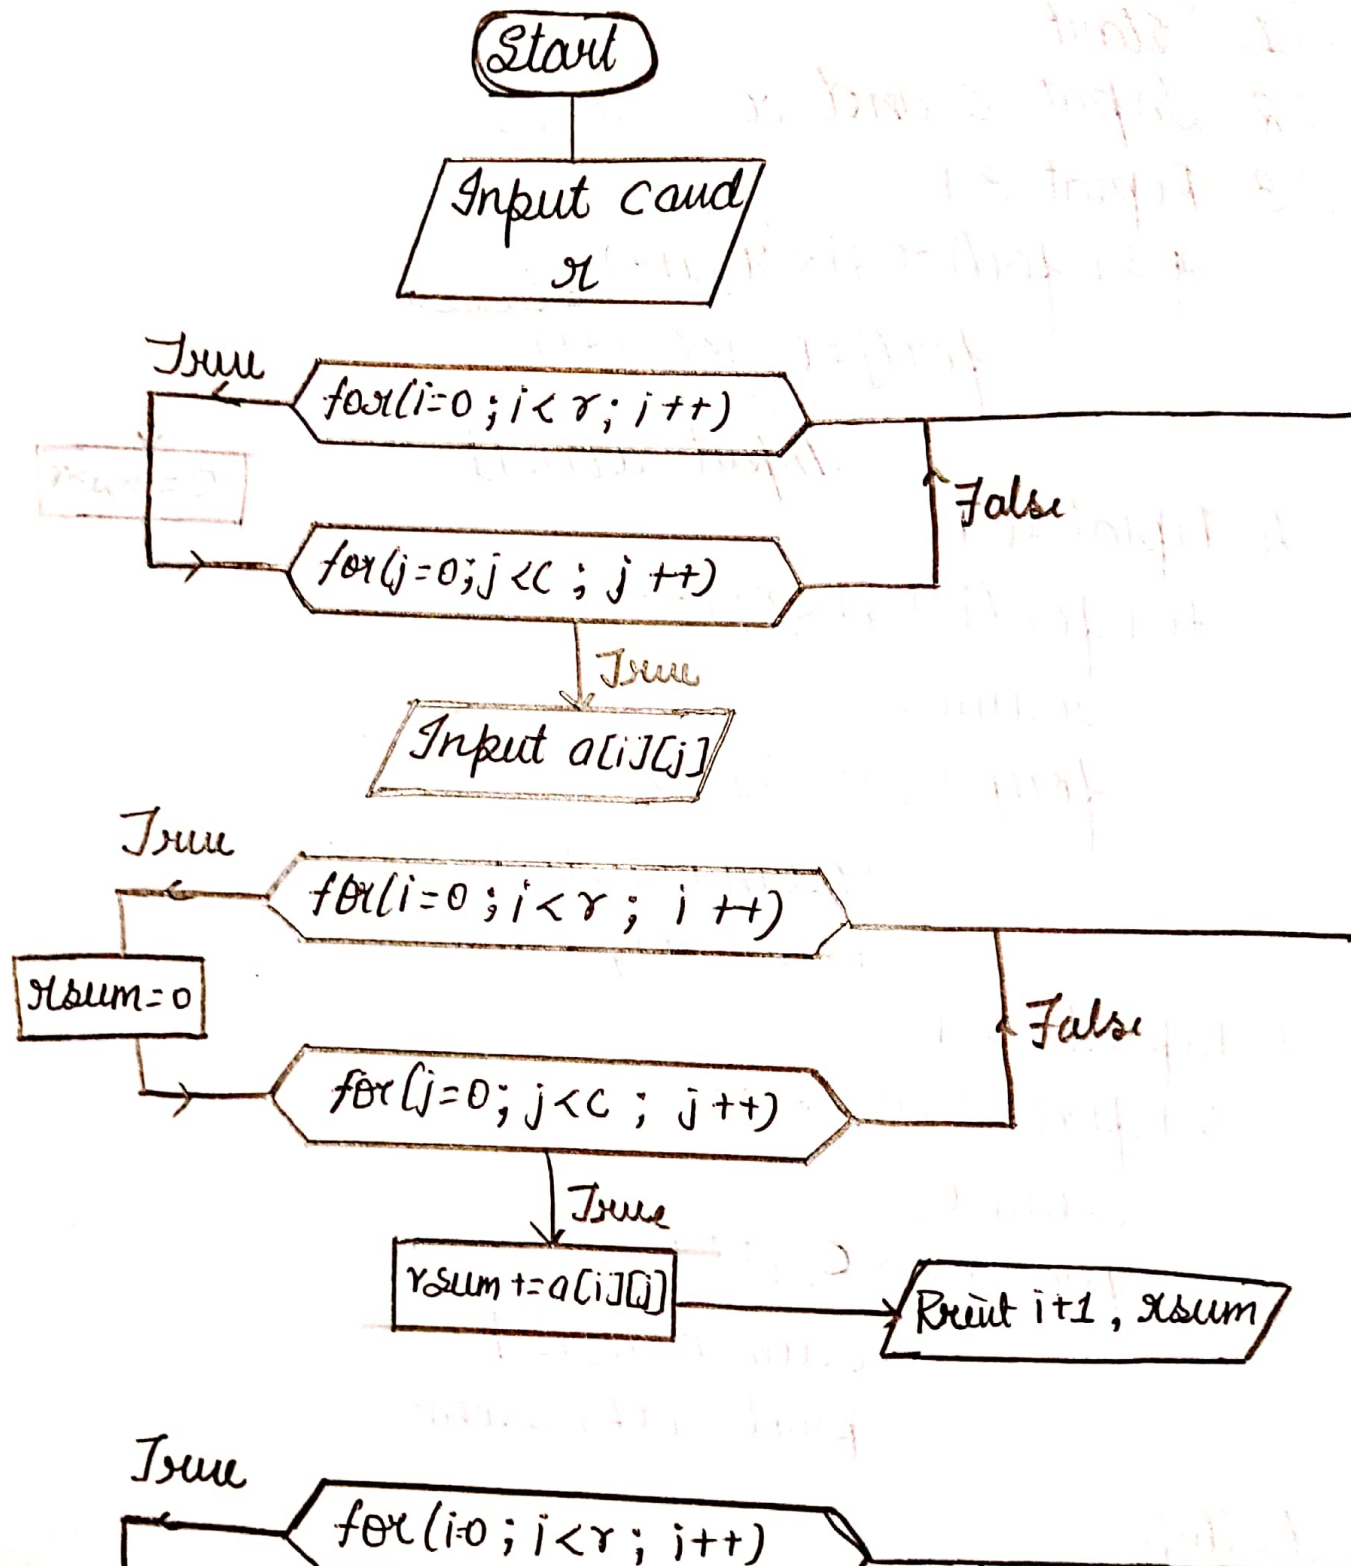 Start
Input c and
r
True
for(i=0; i<r; i++)
False
for(j=0; j<c; j++)
True
Input a[i][j]
True
for(i=0; i<r; i++)
rsum=0
False
for(j=0; j<c; j++)
True
rsum+=a[i][j]
Print i+1, rsum
True
for(i=0; i<r; i++)